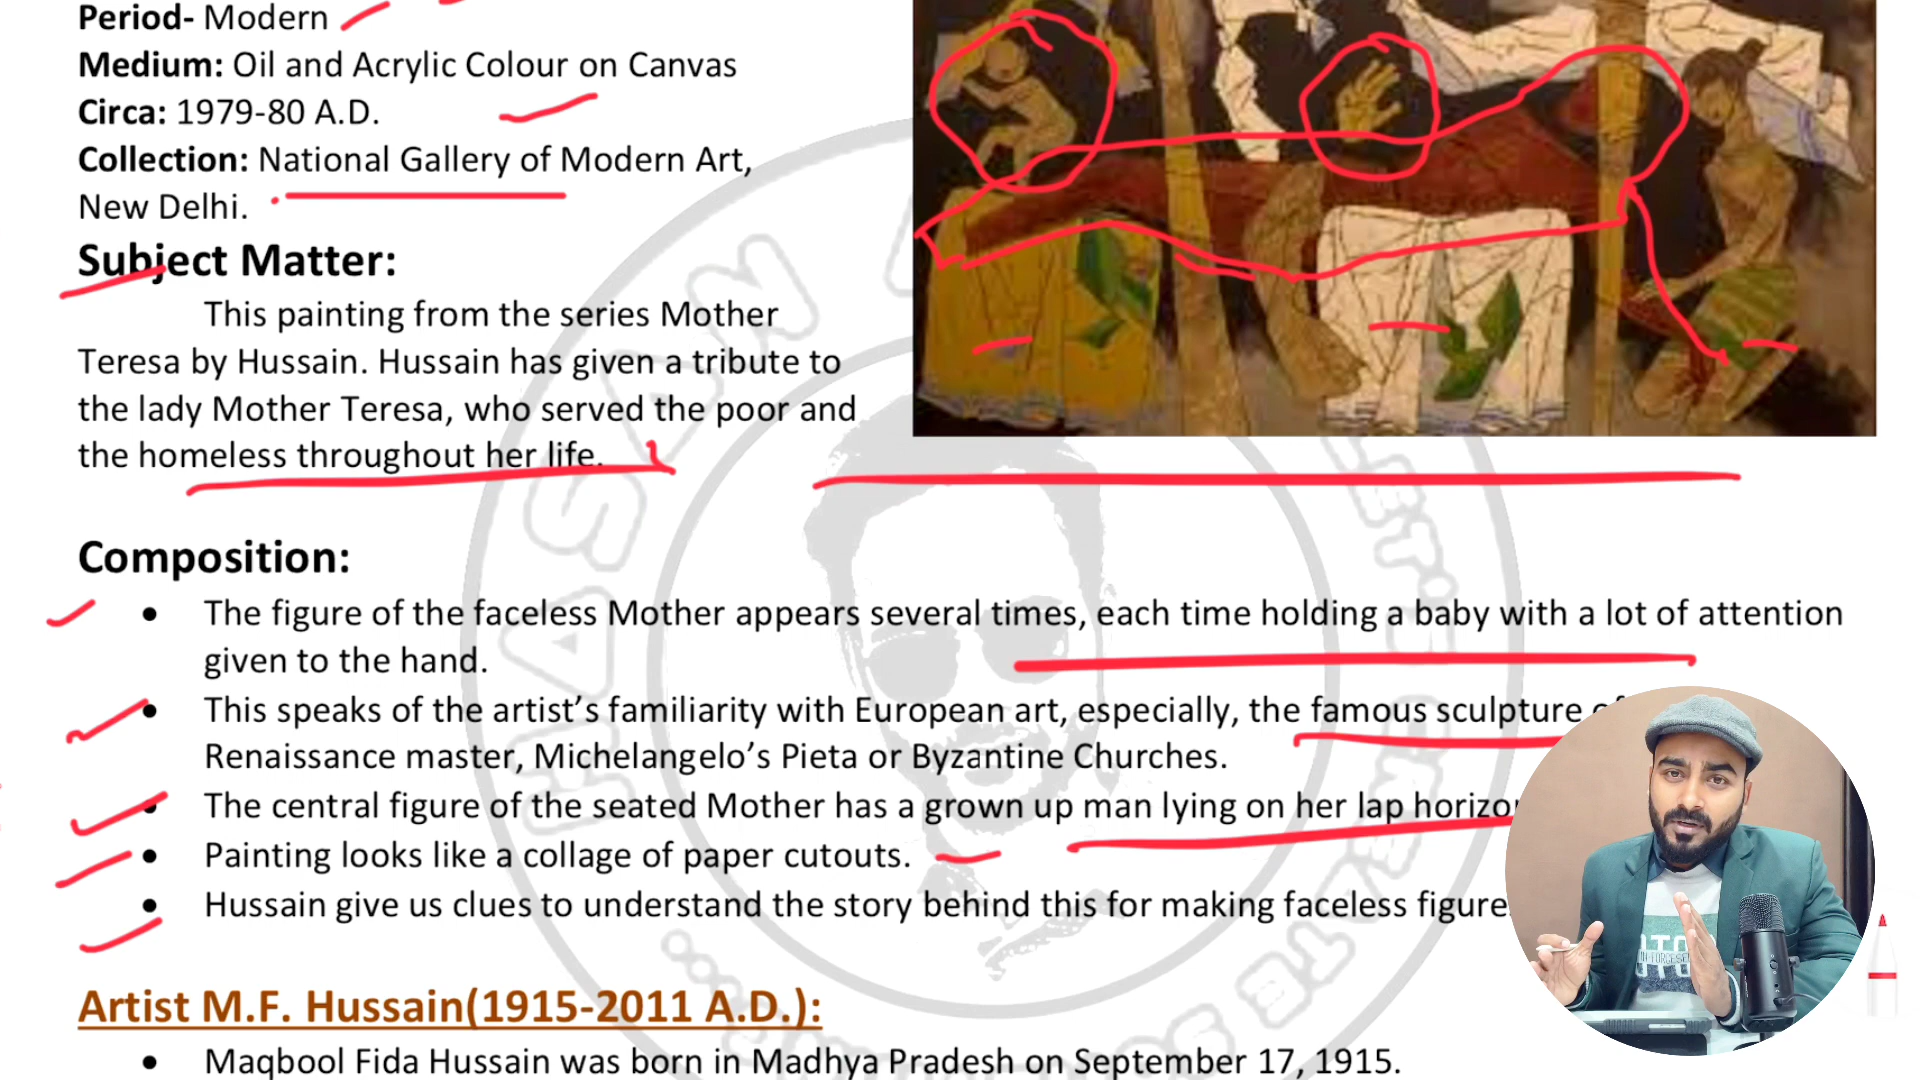 Period- Modern
Medium: Oil and Acrylic Colour on Canvas
Circa: 1979-80 A.D.
Collection: National Gallery of Modern Art,
New Delhi.
Subject Matter:
This painting from the series Mother
Teresa by Hussain. Hussain has given a tribute to
the lady Mother Teresa, who served the poor and
the homeless throughout her life.
Composition:
• The figure of the faceless Mother appears several times, each time holding a baby with a lot of attention
given to the hand.
• This speaks of the artist's familiarity with European art, especially, the famous sculpture
Renaissance master, Michelangelo's Pieta or Byzantine Churches.
• The central figure of the seated Mother has a grown up man lying on her lap
• Painting looks like a collage of paper cutouts.
• Hussain give us clues to understand the story behind this for making faceless figure
Artist M.F. Hussain(1915-2011 A.D.):
• Maqbool Fida Hussain was born in Madhya Pradesh on September 17, 1915.
HASAN